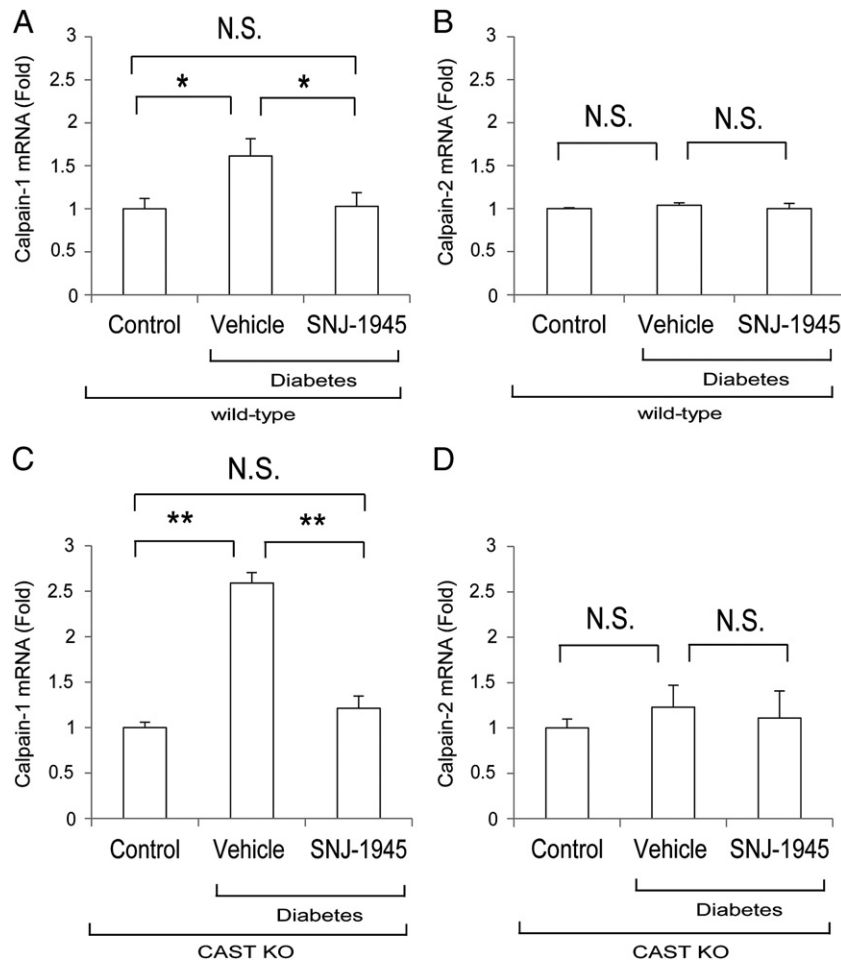 A
N.S.
* *
Calpain-1 mRNA (Fold)
3
2.5
2
1.5
1
0.5
0
Control Vehicle SNJ-1945
Diabetes
wild-type
B
N.S. N.S.
Calpain-2 mRNA (Fold)
3
2.5
2
1.5
1
0.5
0
Control Vehicle SNJ-1945
Diabetes
wild-type
C
N.S.
** **
Calpain-1 mRNA (Fold)
3
2.5
2
1.5
1
0.5
0
Control Vehicle SNJ-1945
Diabetes
CAST KO
D
N.S. N.S.
Calpain-2 mRNA (Fold)
3
2.5
2
1.5
1
0.5
0
Control Vehicle SNJ-1945
Diabetes
CAST KO